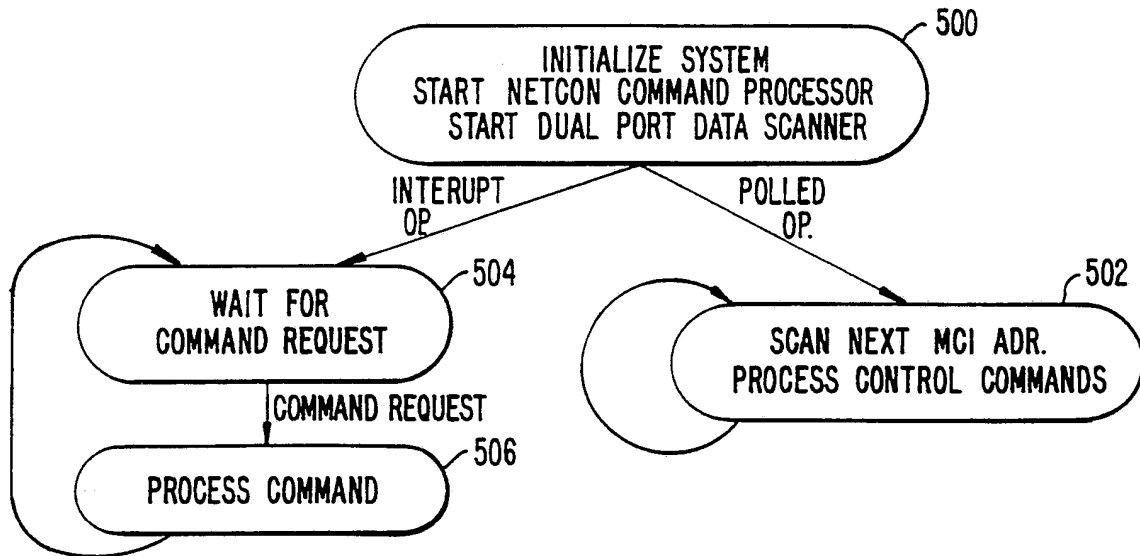 500
INITIALIZE SYSTEM
START NETCON COMMAND PROCESSOR
START DUAL PORT DATA SCANNER
INTERUPT
OP.
POLLED
OP.
504
WAIT FOR
COMMAND REQUEST
502
SCAN NEXT MCI ADR.
PROCESS CONTROL COMMANDS
COMMAND REQUEST
506
PROCESS COMMAND